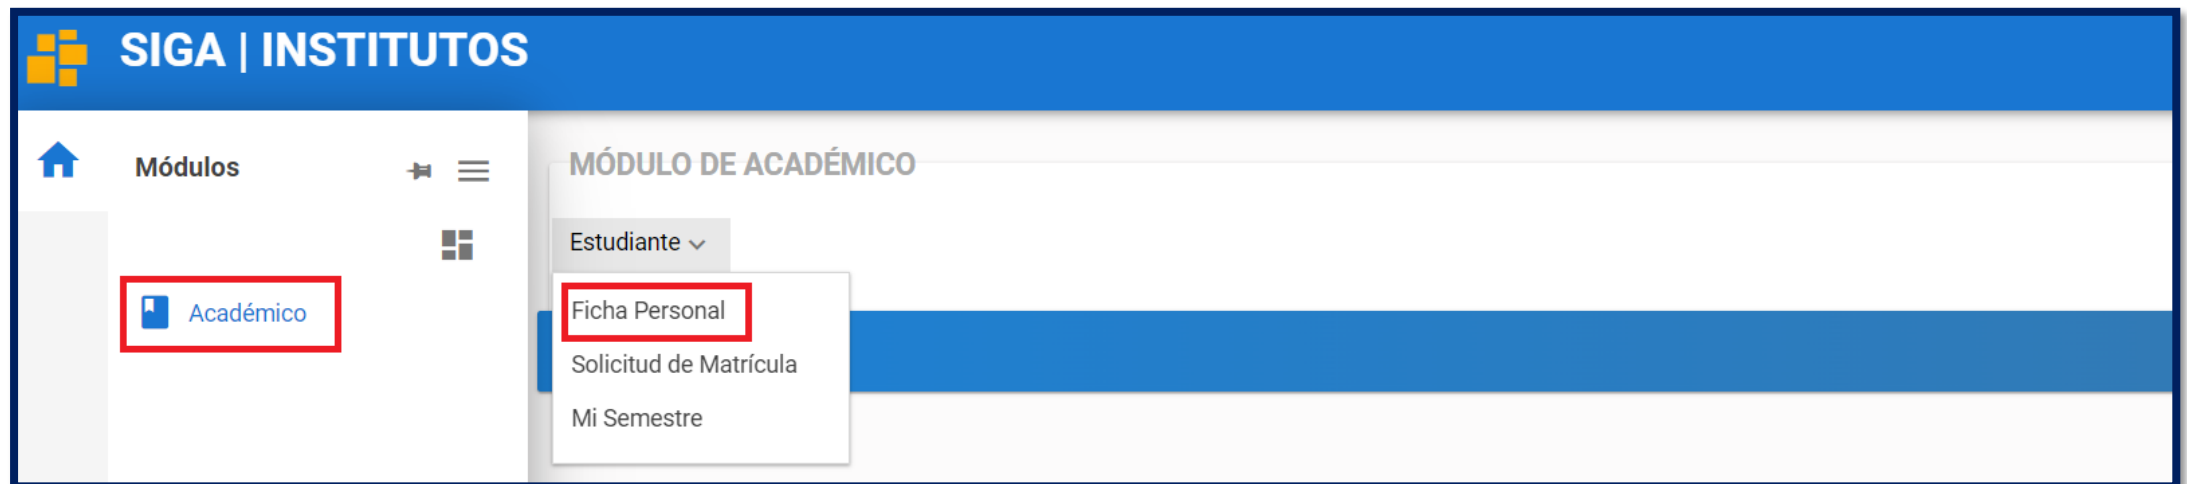 SIGA | INSTITUTOS
Módulos
MÓDULO DE ACADÉMICO
Estudiante
Académico
Ficha Personal
Solicitud de Matrícula
Mi Semestre